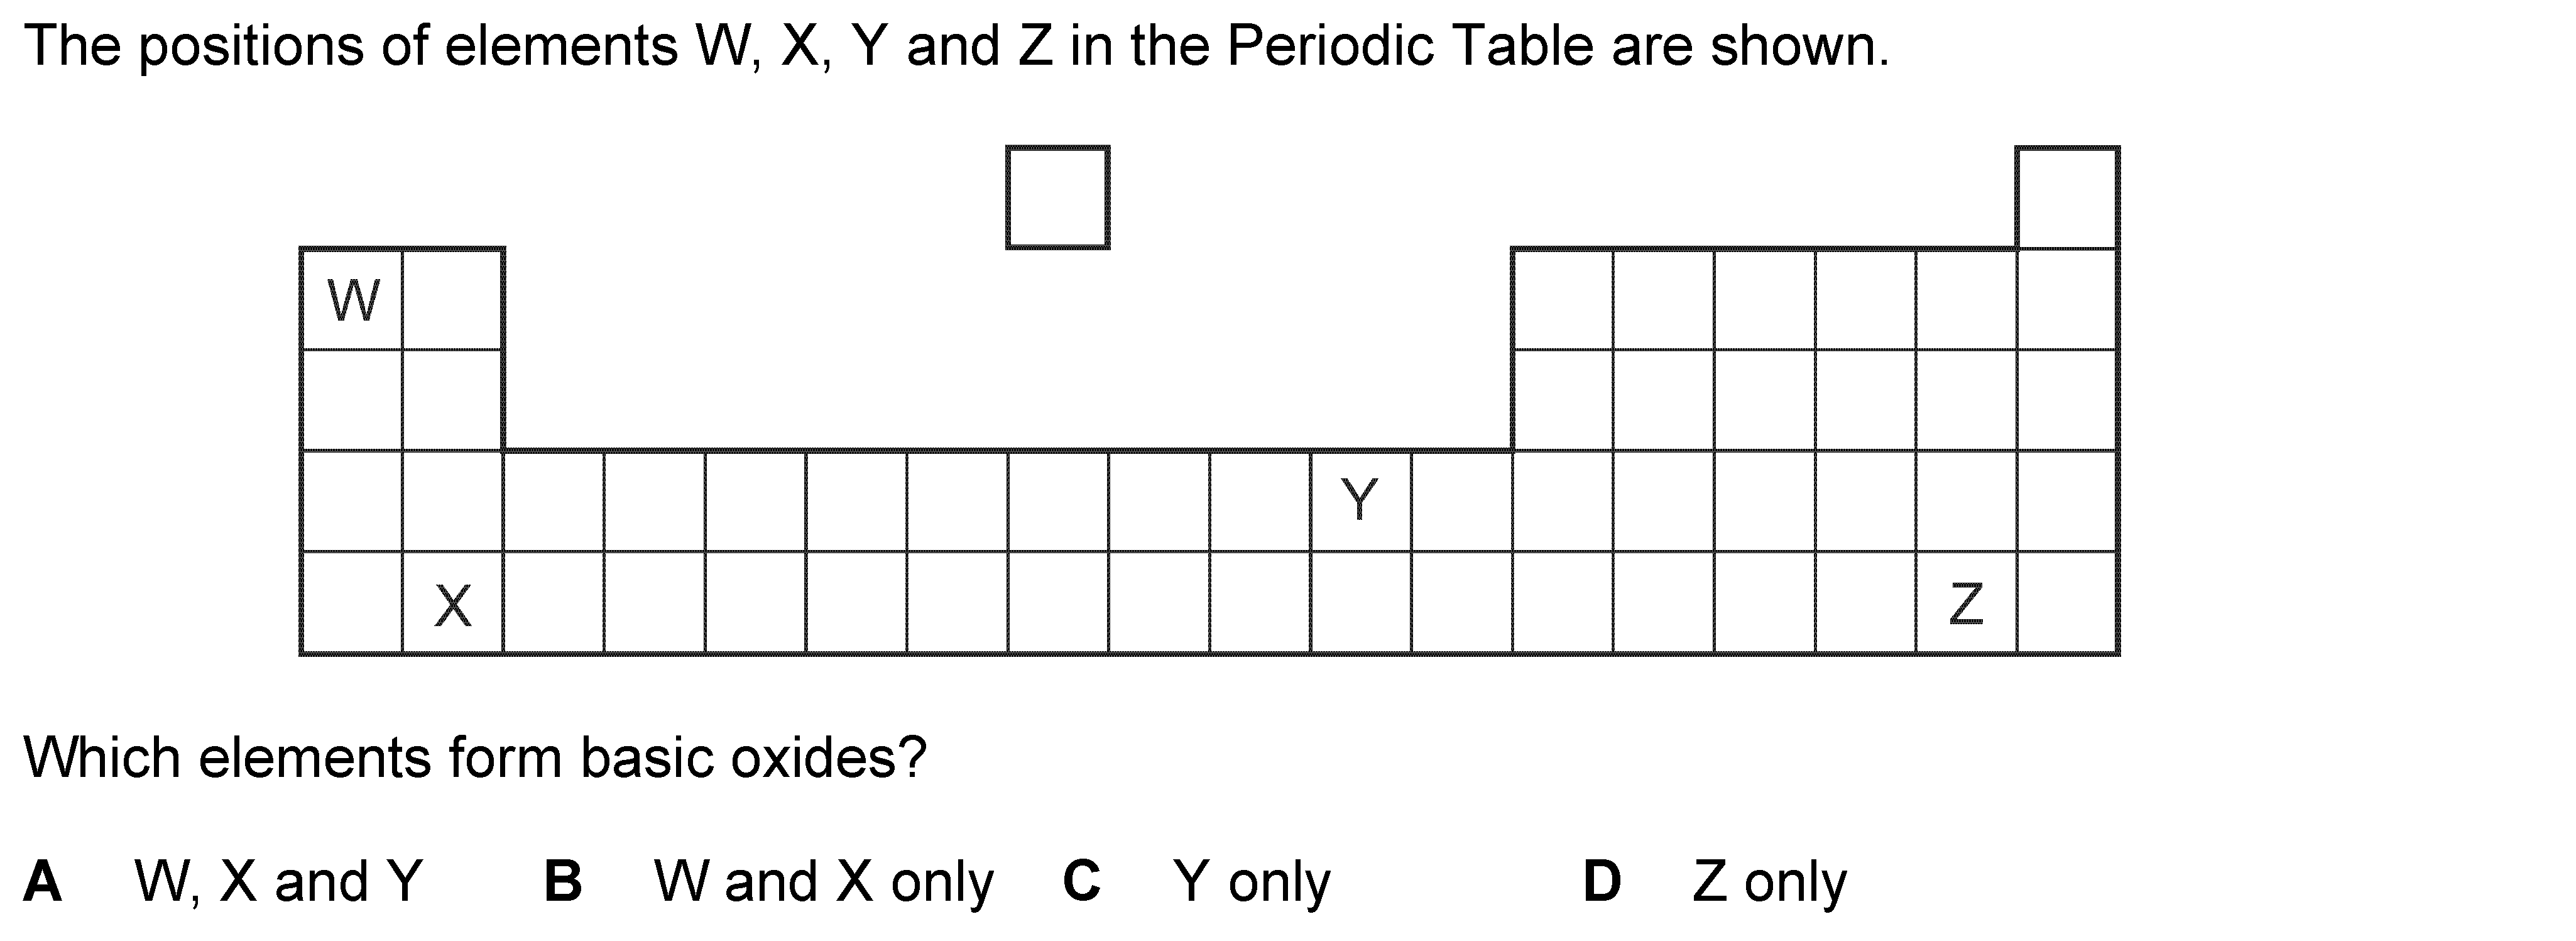 The positions of elements W, X, Y and Z in the Periodic Table are shown.
W
Y
X Z
Which elements form basic oxides?
A W, X and Y B W and X only C Y only D Z only